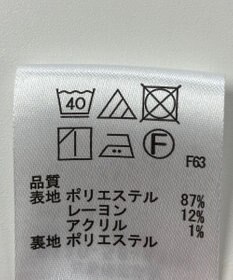 40
F
F63
品質
表地 ポリエステル 87%
レーヨン 12%
アクリル 1%
裏地 ポリエステル